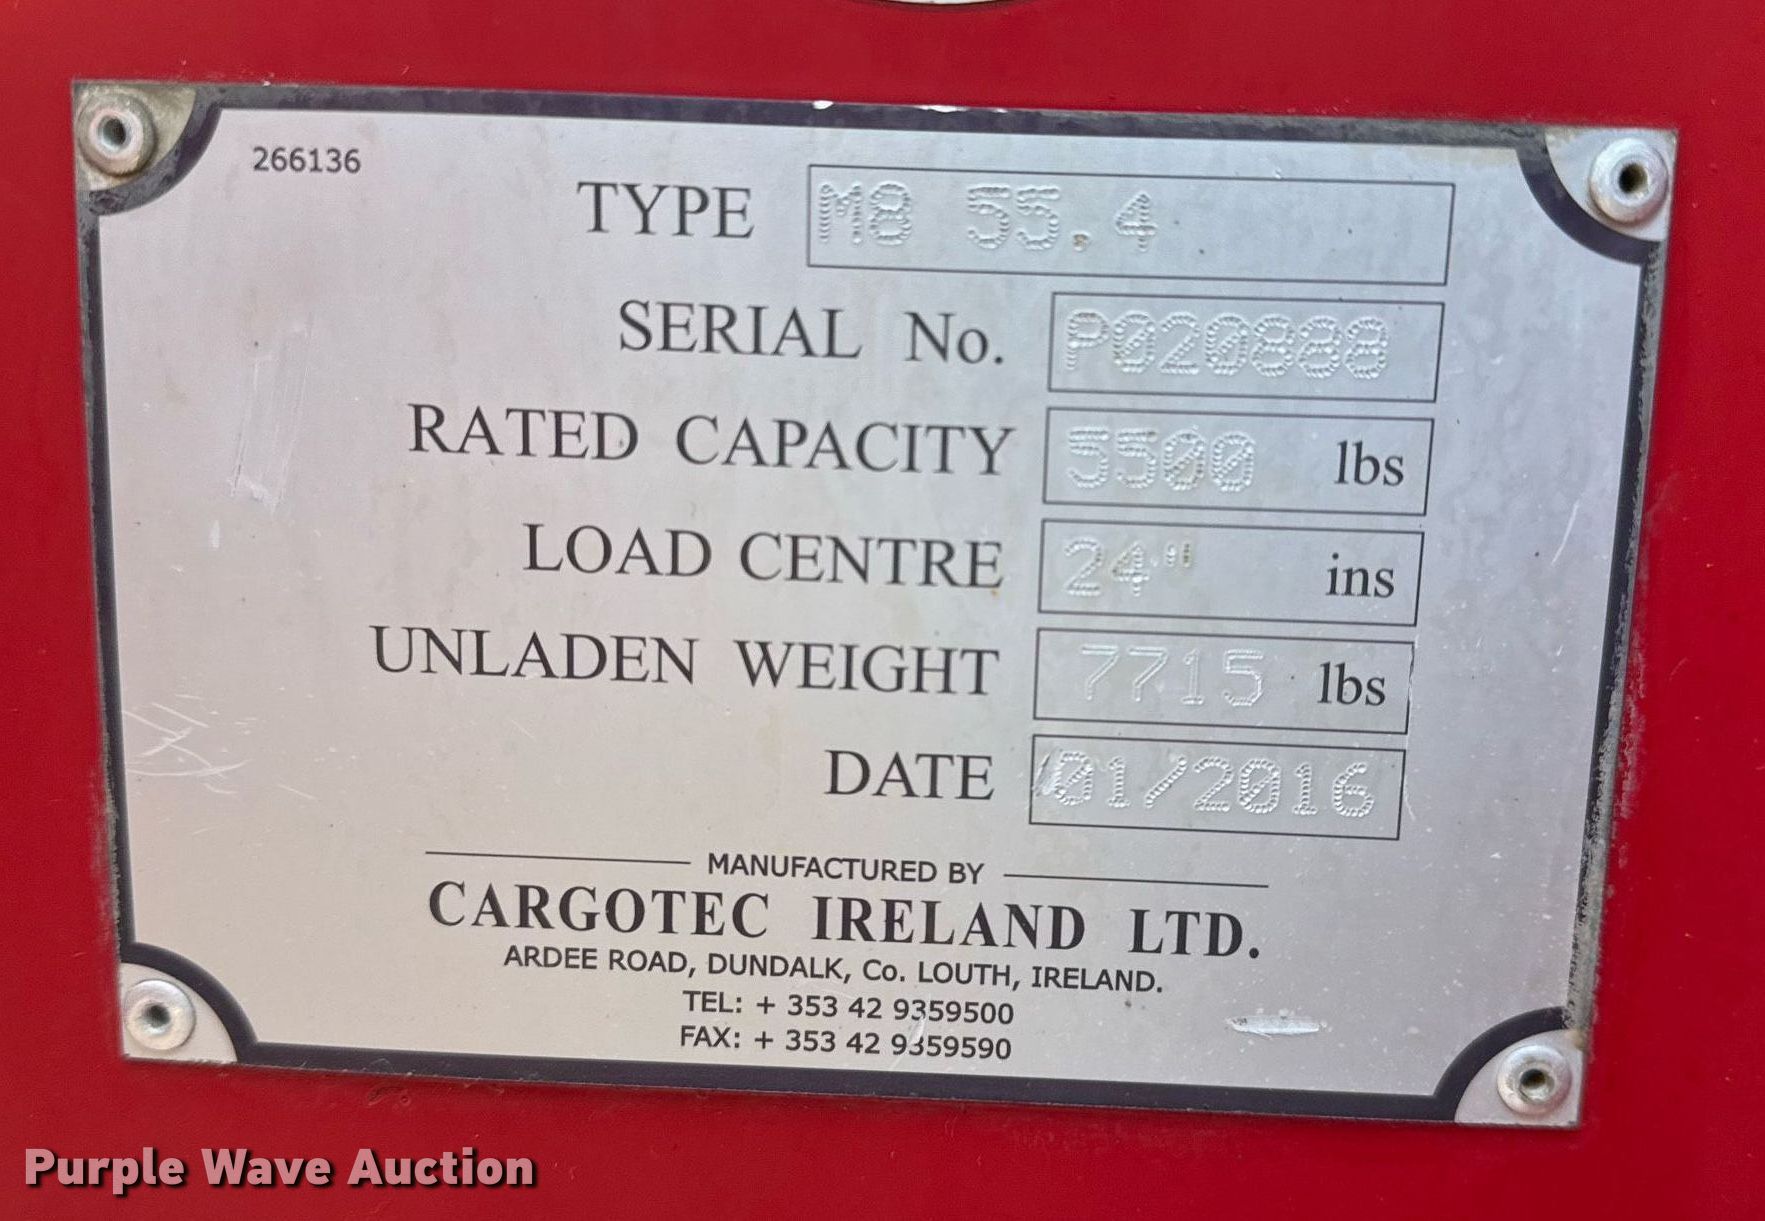 266136
TYPE M8 55.4
SERIAL No. P020888
RATED CAPACITY 5500 lbs
LOAD CENTRE 24" ins
UNLADEN WEIGHT 7715 lbs
DATE 01/2016
MANUFACTURED BY
CARGOTEC IRELAND LTD.
ARDEE ROAD, DUNDALK, Co. LOUTH, IRELAND.
TEL: + 353 42 9359500
FAX: + 353 42 9359590
Purple Wave Auction